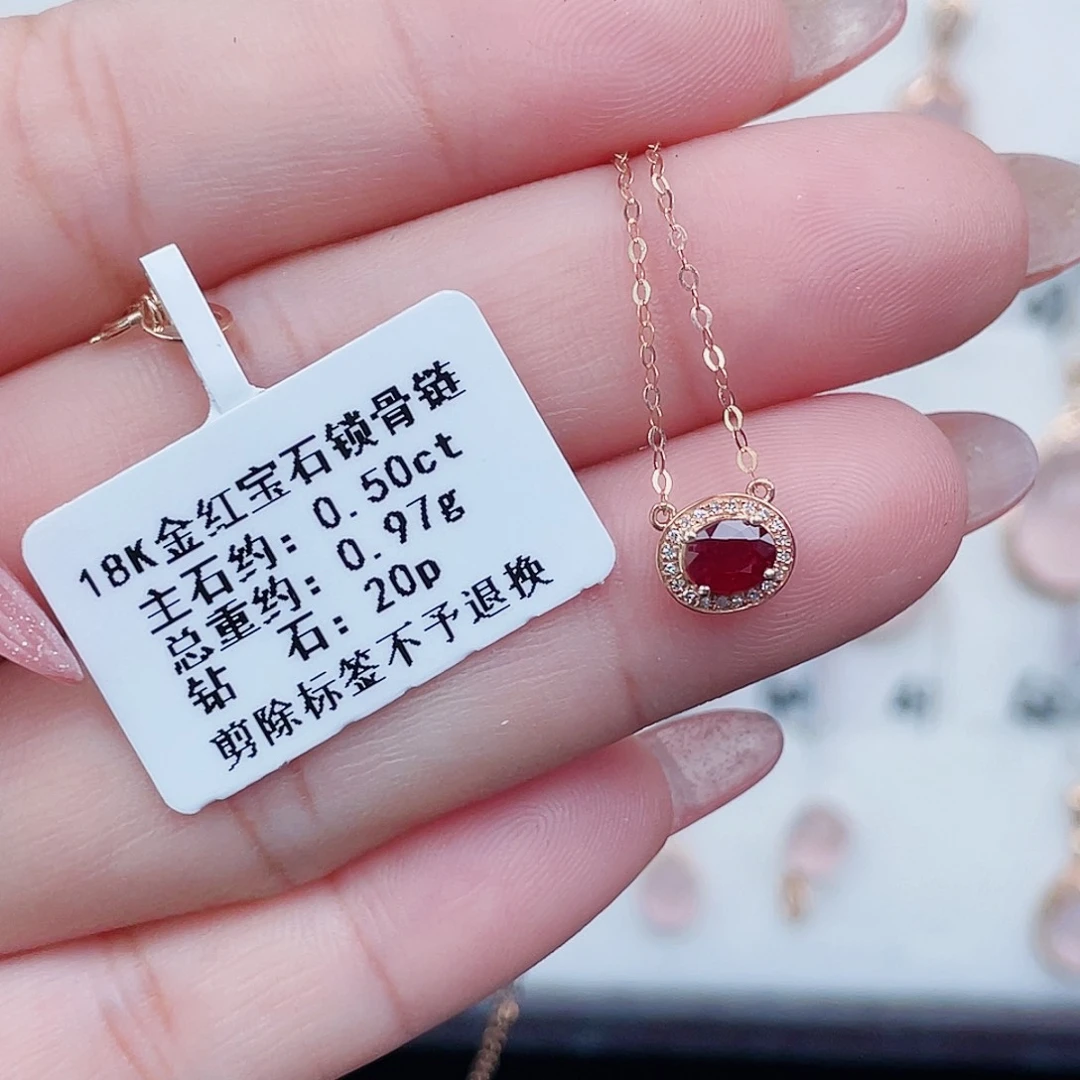 18K金红宝石锁骨链
主石约: 0.50ct
总重约: 0.97g
钻 石: 20p
剪除标签不予退换